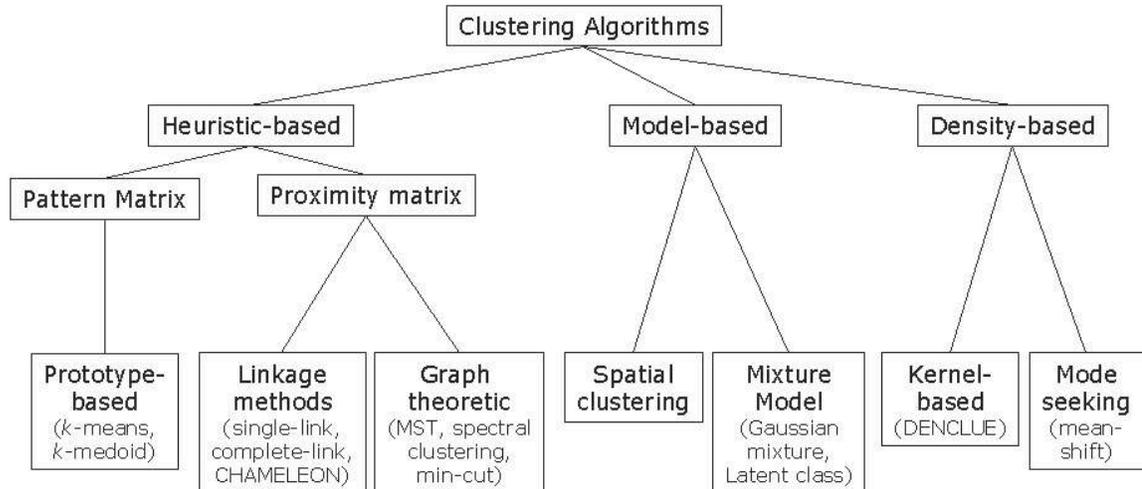 Clustering Algorithms
Heuristic-based
Model-based
Density-based
Pattern Matrix
Proximity matrix
Prototype-
based
(k-means,
k-medoid)
Linkage
methods
(single-link,
complete-link,
CHAMELEON)
Graph
theoretic
(MST, spectral
clustering,
min-cut)
Spatial
clustering
Mixture
Model
(Gaussian
mixture,
Latent class)
Kernel-
based
(DENCLUE)
Mode
seeking
(mean-
shift)